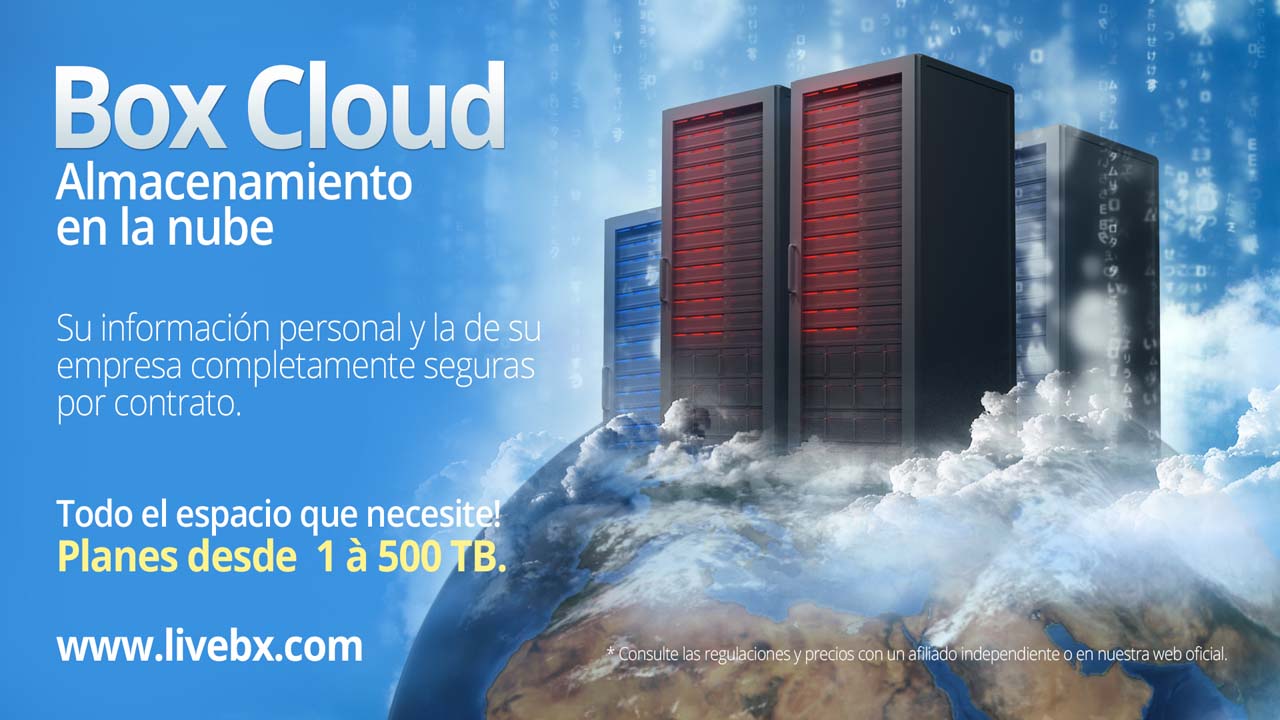 Box Cloud
Almacenamiento
en la nube
Su información personal y la de su
empresa completamente seguras
por contrato.
Todo el espacio que necesite!
Planes desde 1 à 500 TB.
www.livebx.com
* Consulte las regulaciones y precios con un afiliado independiente o en nuestra web oficial.